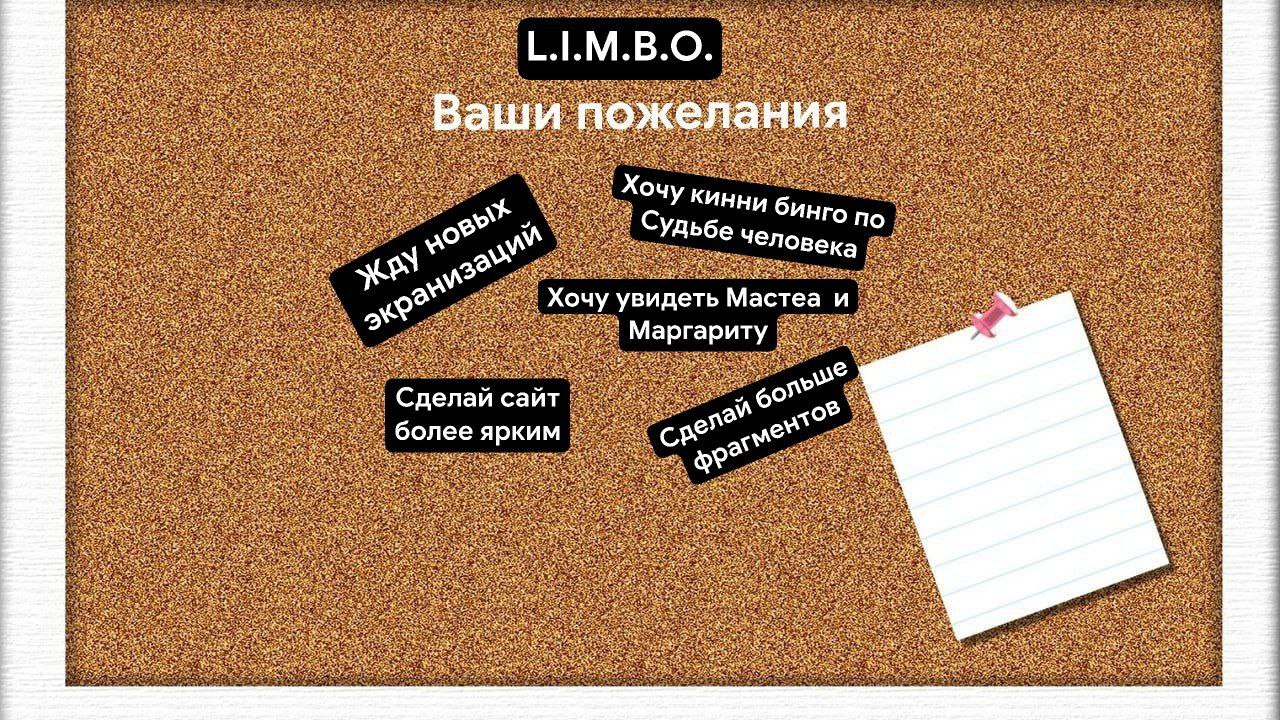 L.I.M.B.O.
Ваши пожелания
Жду новых
экранизаций
Хочу кинни бинго по
Судьбе человека
Хочу увидеть Мастеа и
Маргариту
Сделай сайт
более ярким
Сделай больше
фрагментов